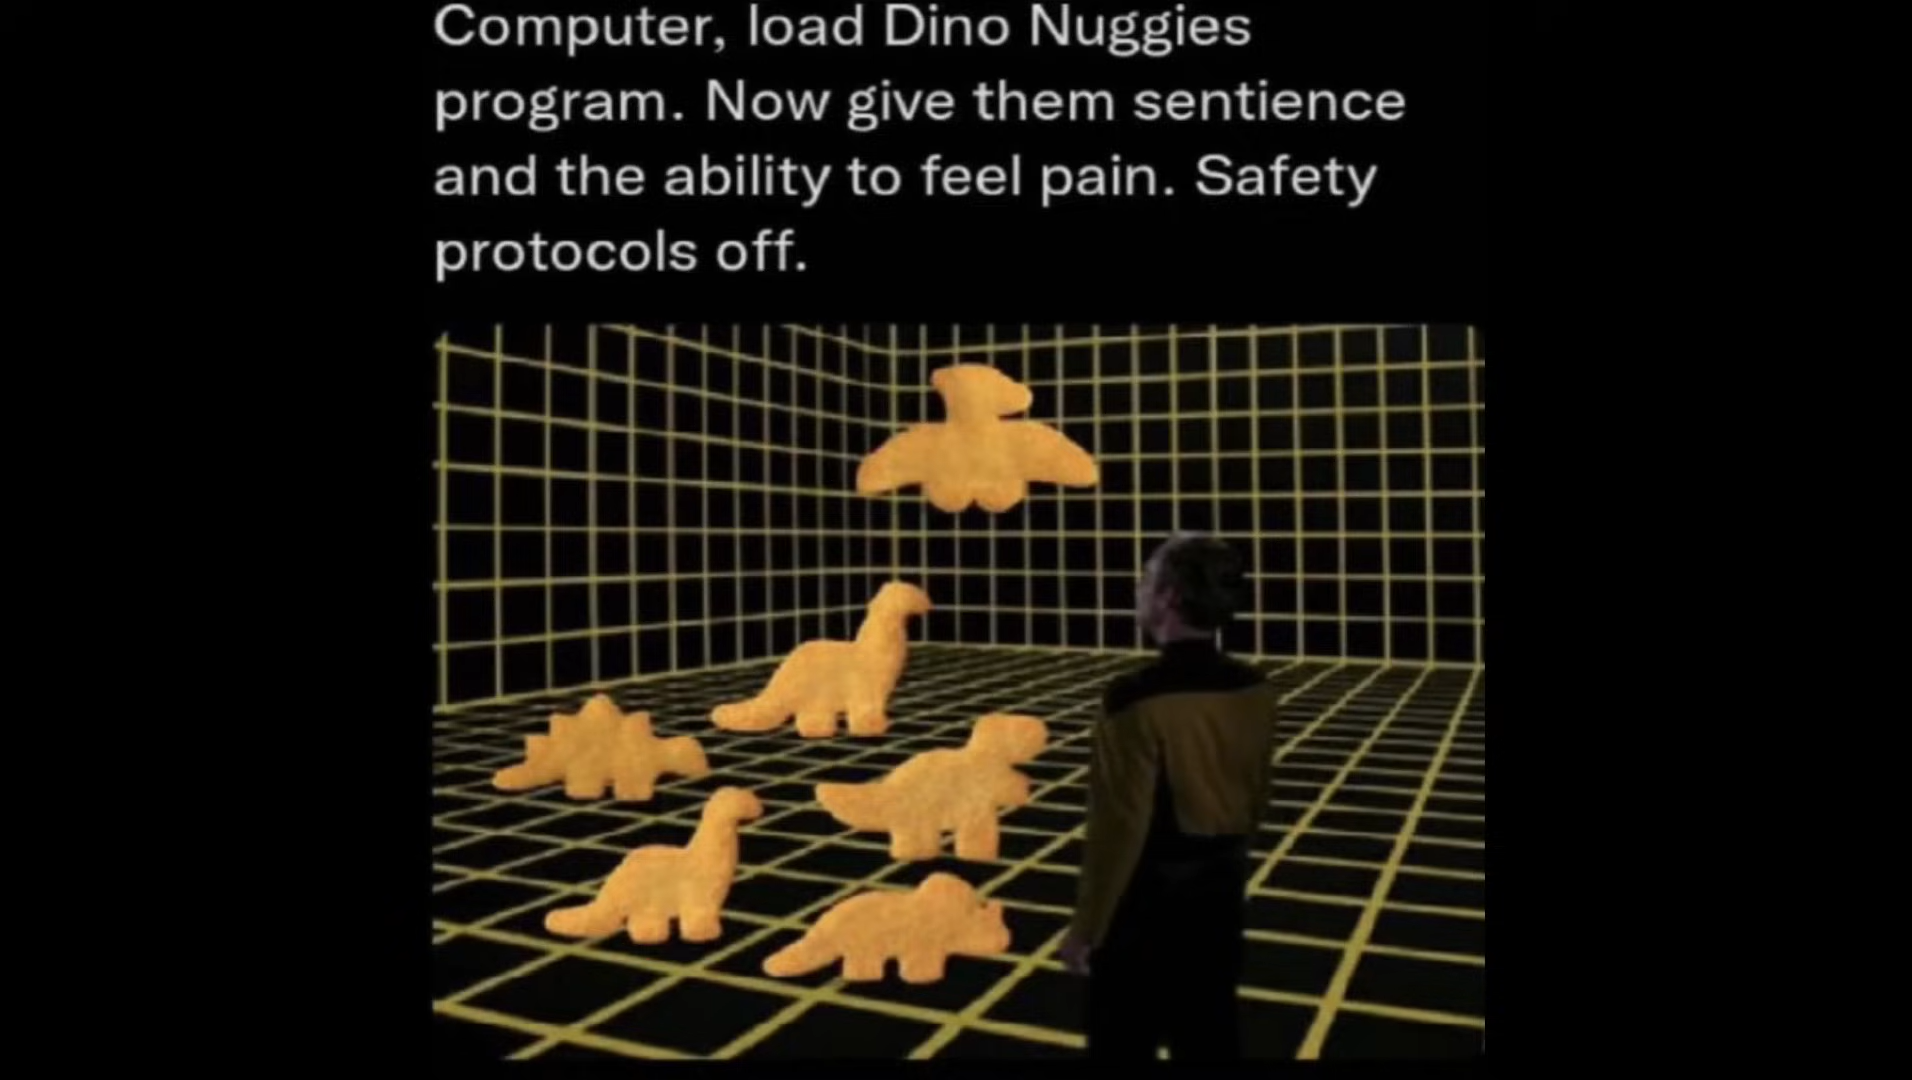 Computer, load Dino Nuggies
program. Now give them sentience
and the ability to feel pain. Safety
protocols off.